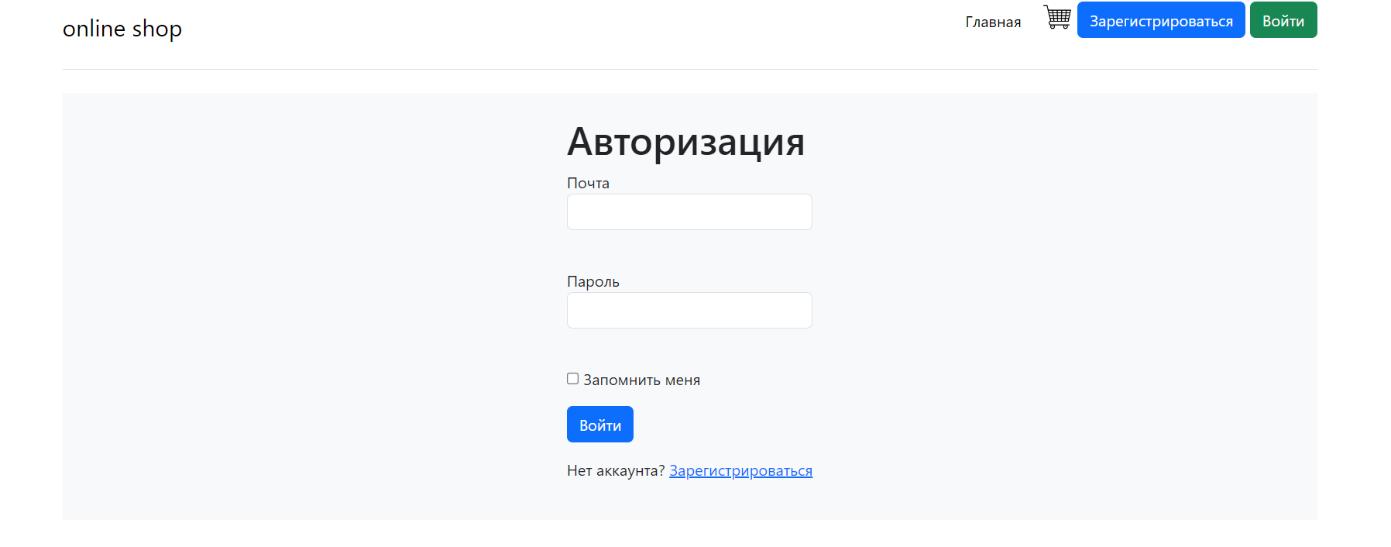 online shop
Главная Зарегистрироваться Войти
Авторизация
Почта
Пароль
Запомнить меня
Войти
Нет аккаунта? Зарегистрироваться